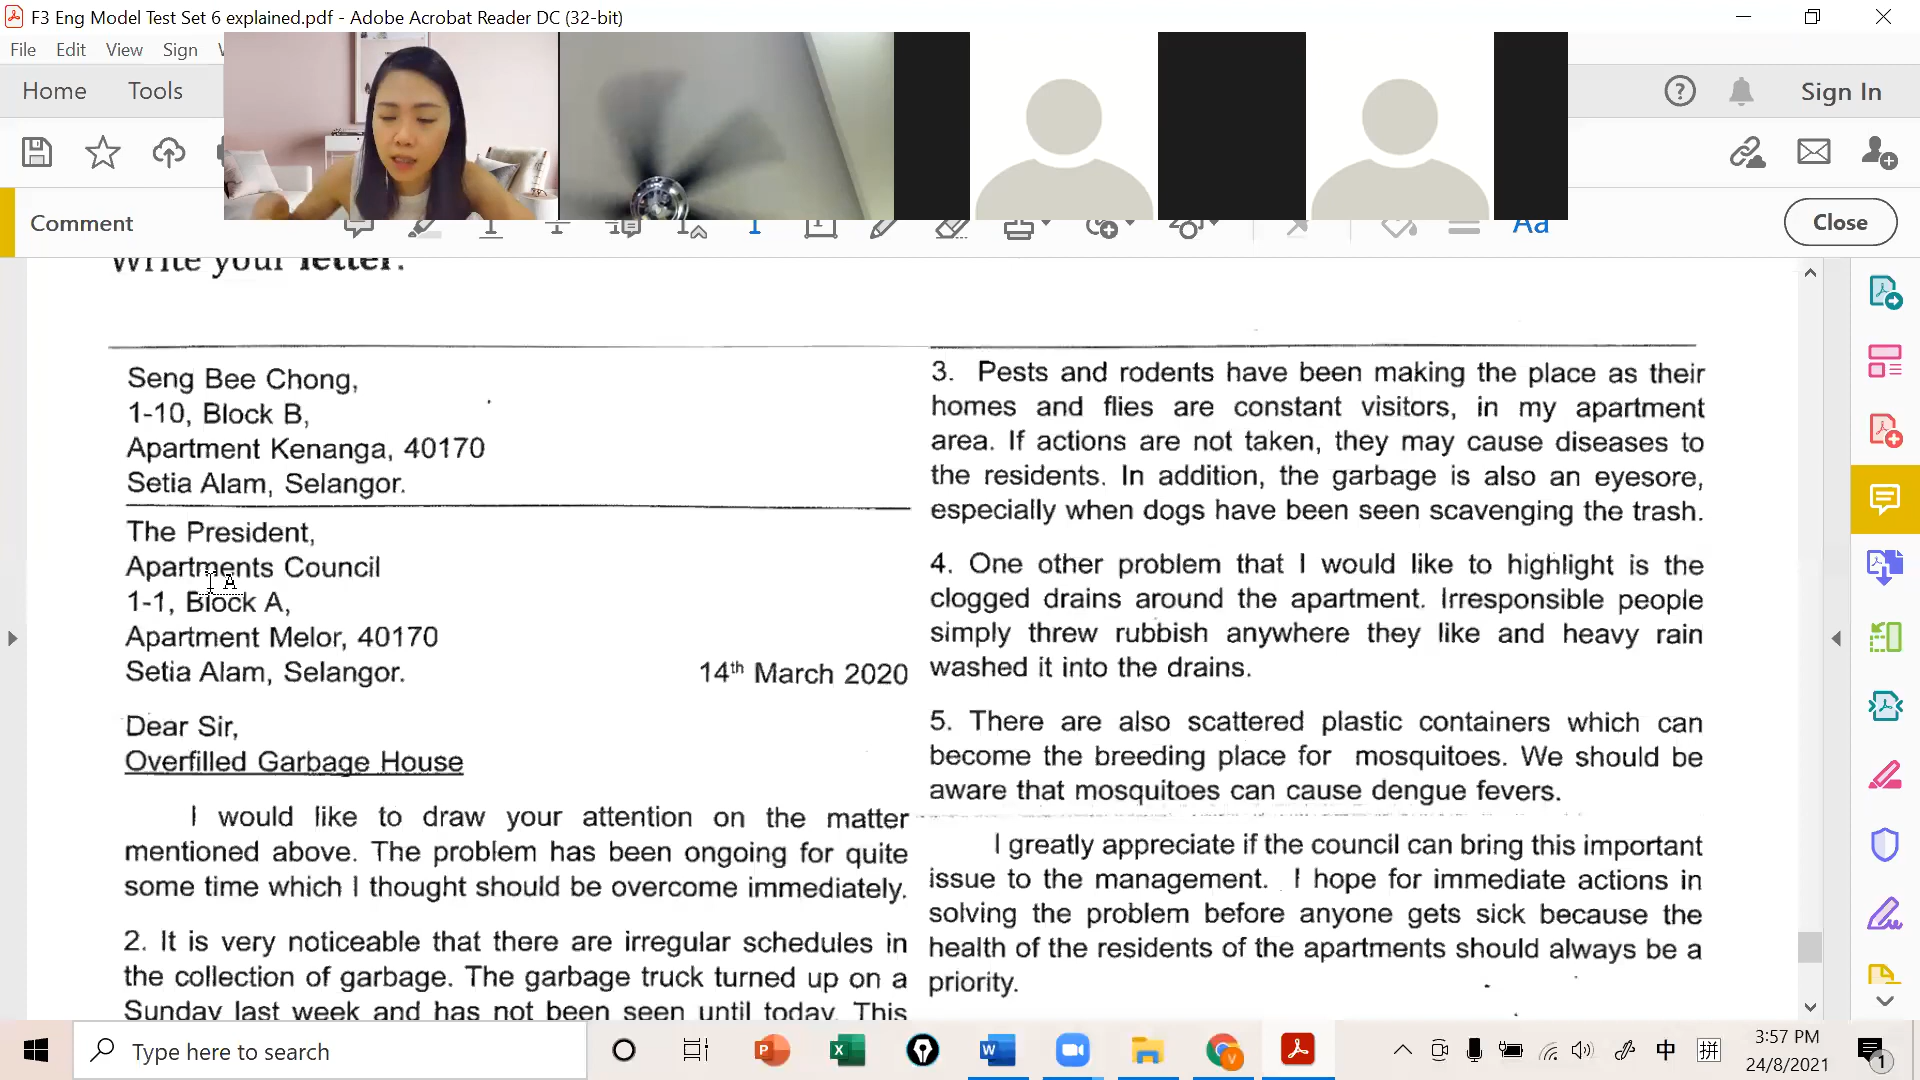 F3 Eng Model Test Set 6 explained.pdf - Adobe Acrobat Reader DC (32-bit)
File Edit View Sign
Home Tools
? Sign In
Comment
Aa
Close
Write your letter.
Seng Bee Chong,
1-10, Block B,
Apartment Kenanga, 40170
Setia Alam, Selangor.
The President,
Apartments Council
1-1, Block A,
Apartment Melor, 40170
Setia Alam, Selangor.
14th March 2020
Dear Sir,
Overfilled Garbage House
I would like to draw your attention on the matter
mentioned above. The problem has been ongoing for quite
some time which I thought should be overcome immediately.
2. It is very noticeable that there are irregular schedules in
the collection of garbage. The garbage truck turned up on a
Sunday last week and has not been seen until today. This
3. Pests and rodents have been making the place as their
homes and flies are constant visitors, in my apartment
area. If actions are not taken, they may cause diseases to
the residents. In addition, the garbage is also an eyesore,
especially when dogs have been seen scavenging the trash.
4. One other problem that I would like to highlight is the
clogged drains around the apartment. Irresponsible people
simply threw rubbish anywhere they like and heavy rain
washed it into the drains.
5. There are also scattered plastic containers which can
become the breeding place for mosquitoes. We should be
aware that mosquitoes can cause dengue fevers.
I greatly appreciate if the council can bring this important
issue to the management. I hope for immediate actions in
solving the problem before anyone gets sick because the
health of the residents of the apartments should always be a
priority.
Type here to search
中 拼
3:57 PM
24/8/2021
1